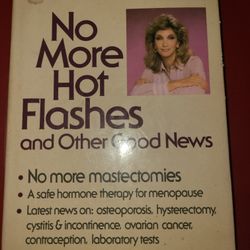 No
More
Hot
Flashes
and Other Good News
• No more mastectomies
• A safe hormone therapy for menopause
• Latest news on: osteoporosis, hysterectomy,
cystitis & incontinence, ovarian cancer,
contraception, laboratory tests